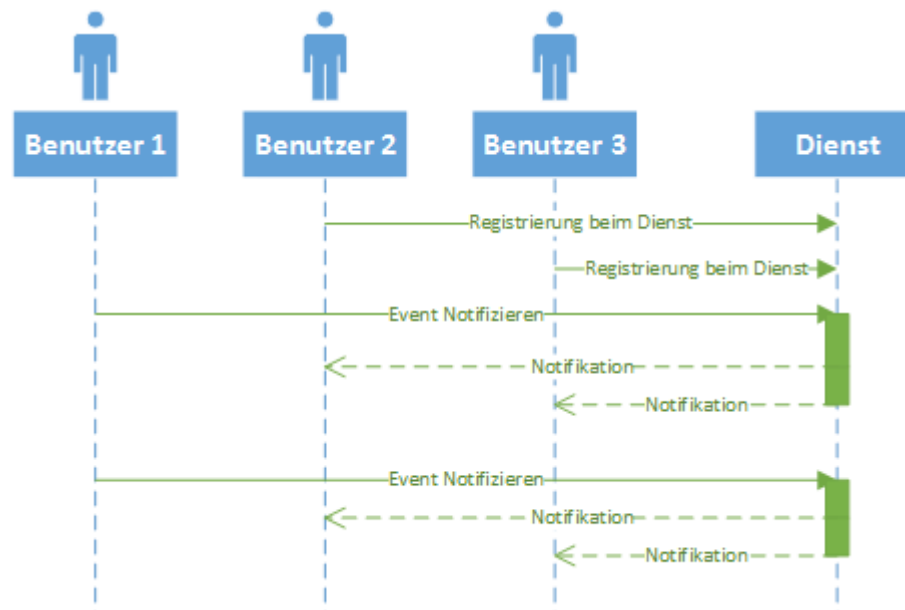 Benutzer 1
Benutzer 2
Benutzer 3
Dienst
Registrierung beim Dienst
Registrierung beim Dienst
Event Notifizieren
Notifikation
Notifikation
Event Notifizieren
Notifikation
Notifikation